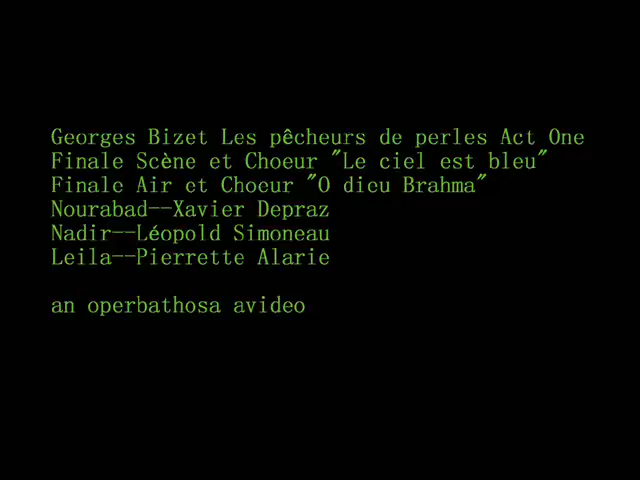 Georges Bizet Les pêcheurs de perles Act One
Finale Scène et Choeur "Le ciel est bleu"
Finale Air et Choeur "O dieu Brahma"
Nourabad--Xavier Depraz
Nadir--Léopold Simoneau
Leila--Pierrette Alarie
an operbathosa avideo